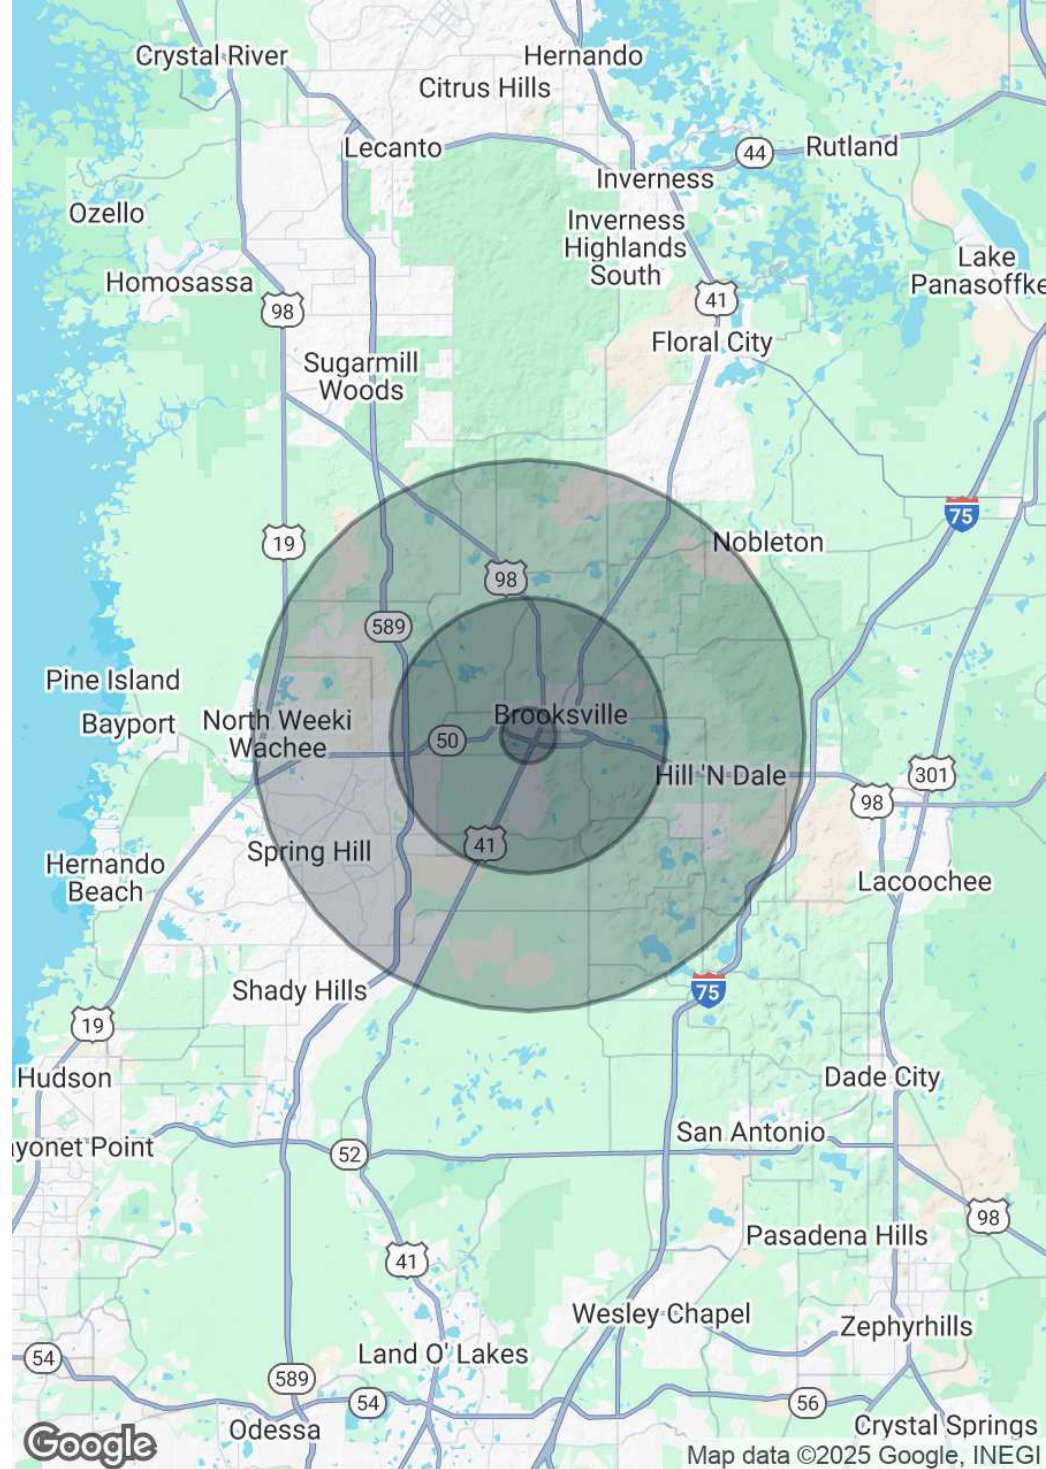 Crystal River
Hernando
Citrus Hills
Lecanto
44
Rutland
Inverness
Ozello
Inverness
Highlands
South
Lake
Panasoffke
Homosassa
98
41
Floral City
Sugarmill
Woods
75
19
Nobleton
98
589
Pine Island
Bayport
North Weeki
Wachee
Brooksville
50
Hill 'N Dale
301
98
41
Spring Hill
Hernando
Beach
Lacoochee
Shady Hills
75
19
Hudson
Dade City
San Antonio
yonet Point
52
98
Pasadena Hills
41
Wesley Chapel
Zephyrhills
54
Land O' Lakes
589
54
56
Odessa
Crystal Springs
Google
Map data ©2025 Google, INEGI